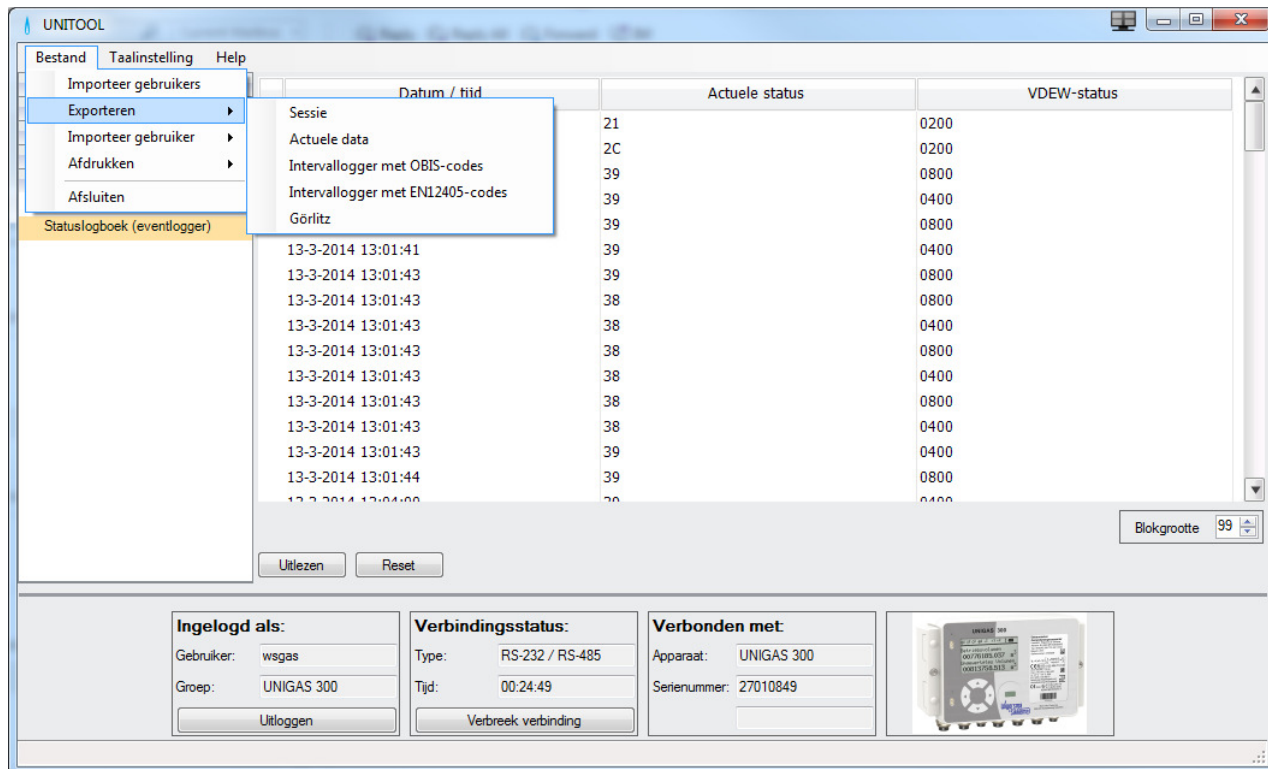 UNITOOL
Bestand Taalinstelling Help
Importeer gebruikers
Exporteren
Importeer gebruiker
Afdrukken
Afsluiten
Sessie
Actuele data
Intervallogger met OBIS-codes
Intervallogger met EN12405-codes
Görlitz
Statuslogboek (eventlogger)
Datum / tijd Actuele status VDEW-status
21 0200
2C 0200
39 0800
39 0400
39 0800
13-3-2014 13:01:41 39 0400
13-3-2014 13:01:43 39 0800
13-3-2014 13:01:43 38 0800
13-3-2014 13:01:43 38 0400
13-3-2014 13:01:43 38 0800
13-3-2014 13:01:43 38 0400
13-3-2014 13:01:43 38 0800
13-3-2014 13:01:43 38 0400
13-3-2014 13:01:43 39 0400
13-3-2014 13:01:44 39 0800
Blokgrootte 99
Uitlezen Reset
Ingelogd als:
Gebruiker: wsgas
Groep: UNIGAS 300
Uitloggen
Verbindingsstatus:
Type: RS-232 / RS-485
Tijd: 00:24:49
Verbreek verbinding
Verbonden met:
Apparaat: UNIGAS 300
Serienummer: 27010849
UNIGAS 300